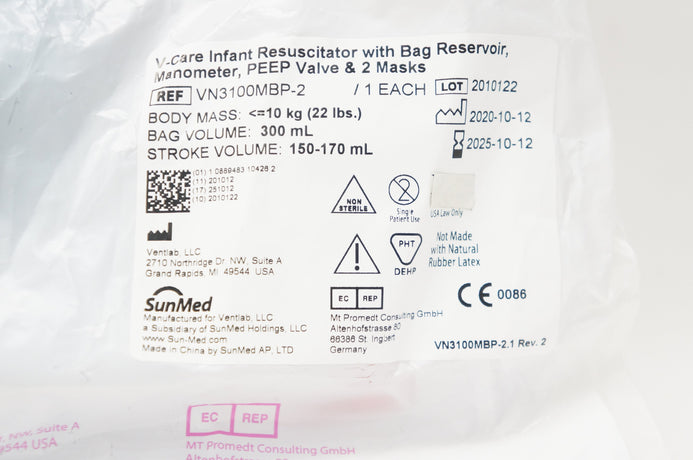 V-Care Infant Resuscitator with Bag Reservoir,
Manometer, PEEP Valve & 2 Masks
REF VN3100MBP-2 / 1 EACH LOT 2010122
BODY MASS: <=10 kg (22 lbs.)
2020-10-12
BAG VOLUME: 300 mL
STROKE VOLUME: 150-170 mL
2025-10-12
(01) 1 0889483 10426 2
(11) 201012
(17) 251012
(10) 2010122
NON
STERILE
2
Single
Patient Use
USA Law Only
Ventlab, LLC
2710 Northridge Dr. NW, Suite A
Grand Rapids, MI 49544. USA
!
PHT
DEHP
Not Made
with Natural
Rubber Latex
SunMed
Manufactured for Ventlab, LLC
a Subsidiary of SunMed Holdings, LLC
www.Sun-Med.com
Made in China by SunMed AP, LTD
EC REP
Mt Promedt Consulting GmbH
Altenhofstrasse 80
66386 St. Ingbert
Germany
CE 0086
VN3100MBP-2.1 Rev. 2
NW, Suite A
9544 USA
EC REP
MT Promedt Consulting GmbH
Altenhofstrasse 80